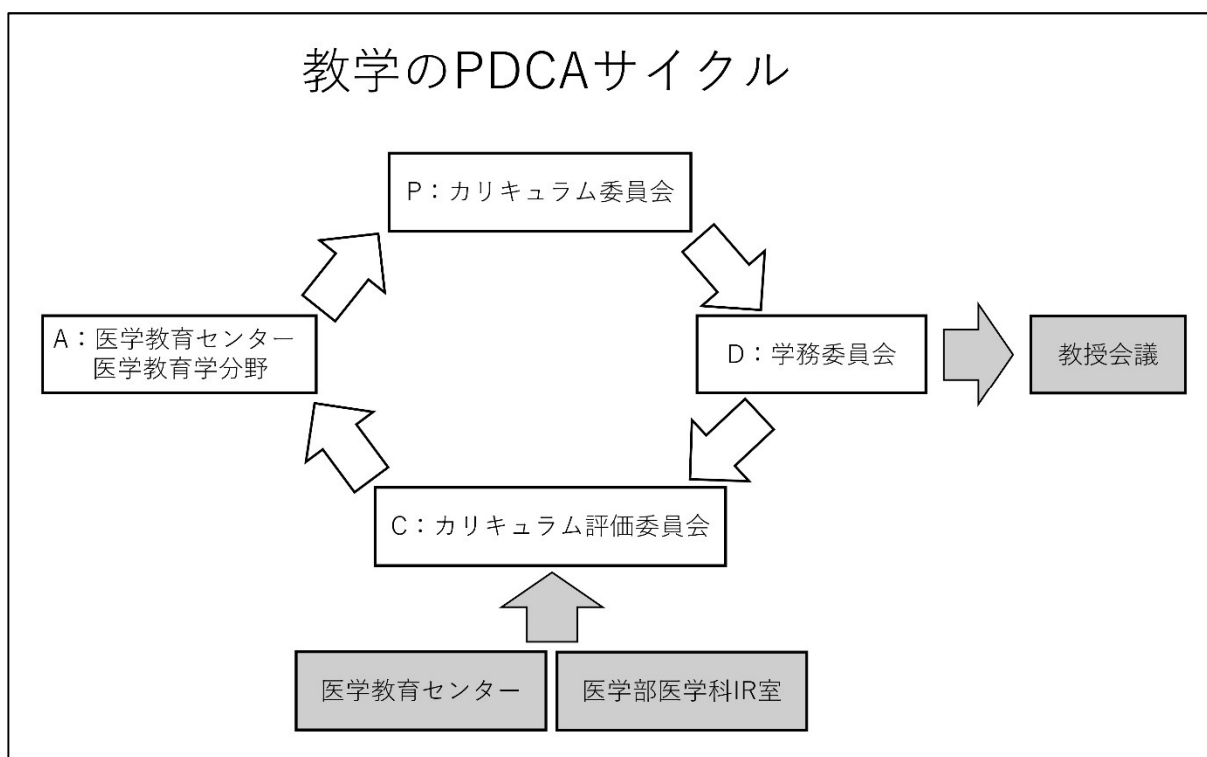 教学のPDCAサイクル
P：カリキュラム委員会
A：医学教育センター
医学教育学分野
D：学務委員会
教授会議
C：カリキュラム評価委員会
医学教育センター
医学部医学科IR室